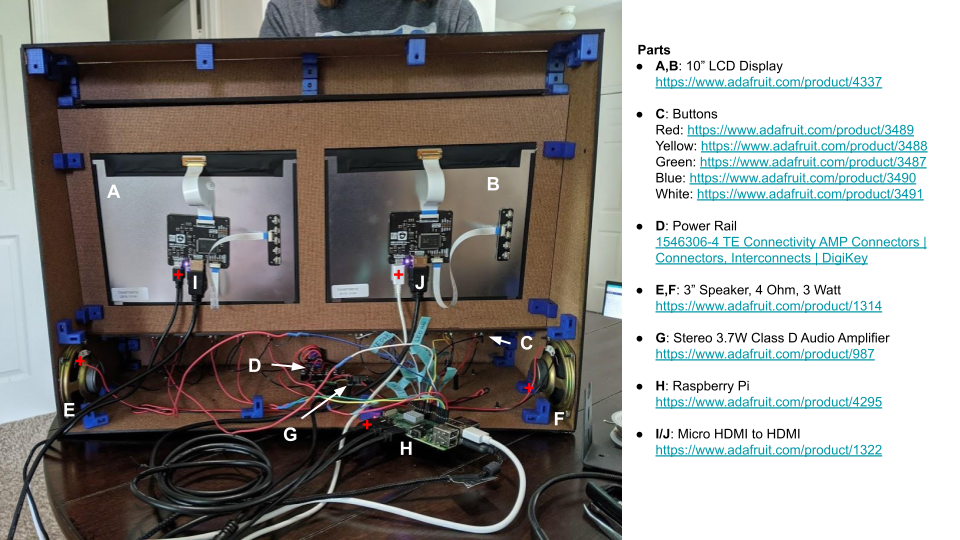 Parts
● A,B: 10” LCD Display
https://www.adafruit.com/product/4337
● C: Buttons
Red: https://www.adafruit.com/product/3489
Yellow: https://www.adafruit.com/product/3488
Green: https://www.adafruit.com/product/3487
Blue: https://www.adafruit.com/product/3490
White: https://www.adafruit.com/product/3491
● D: Power Rail
1546306-4 TE Connectivity AMP Connectors |
Connectors, Interconnects | DigiKey
● E,F: 3” Speaker, 4 Ohm, 3 Watt
https://www.adafruit.com/product/1314
● G: Stereo 3.7W Class D Audio Amplifier
https://www.adafruit.com/product/987
● H: Raspberry Pi
https://www.adafruit.com/product/4295
● I/J: Micro HDMI to HDMI
https://www.adafruit.com/product/1322
A
B
+
I
+
J
C
D
+
+
E
F
G
+
H